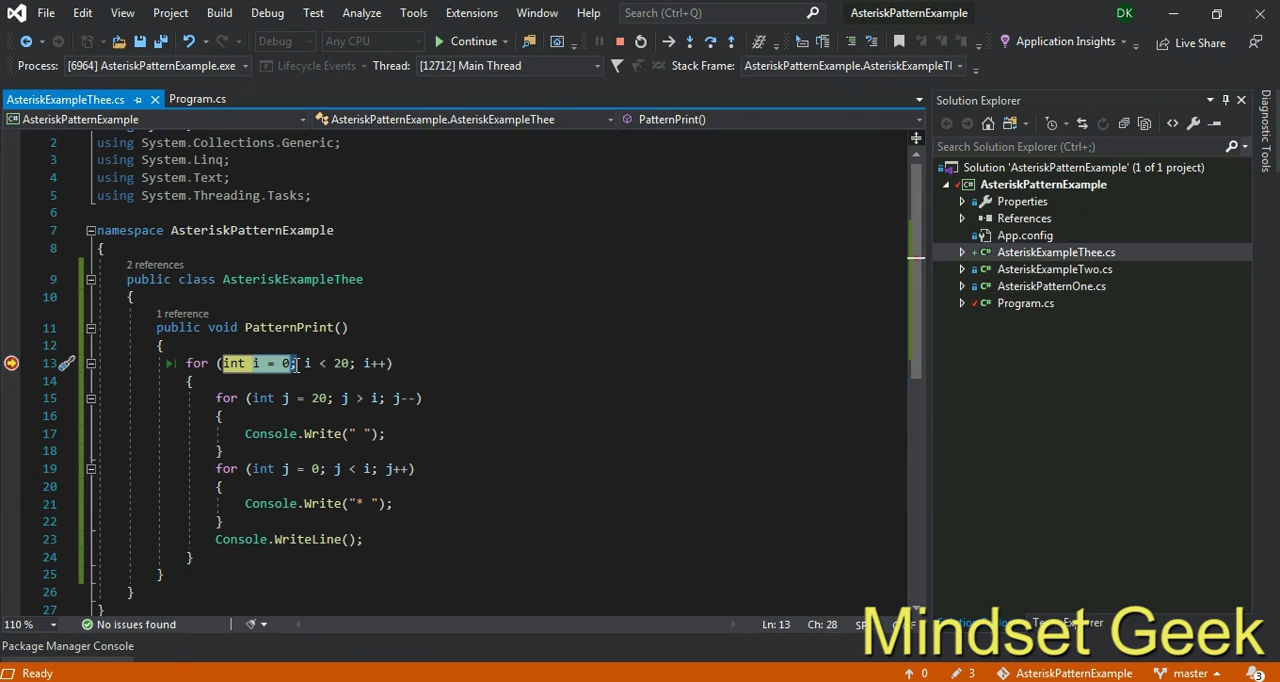 File Edit View Project Build Debug Test Analyze Tools Extensions Window Help Search (Ctrl+Q) AsteriskPatternExample DK
Debug Any CPU Continue Application Insights Live Share
Process: [6964] AsteriskPatternExample.exe Lifecycle Events Thread: [12712] Main Thread Stack Frame: AsteriskPatternExample.AsteriskExampleTl
AsteriskExampleThee.cs Program.cs
AsteriskPatternExample AsteriskPatternExample.AsteriskExampleThee PatternPrint()
2 using System.Collections.Generic;
3 using System.Linq;
4 using System.Text;
5 using System.Threading.Tasks;
6
7 namespace AsteriskPatternExample
8 {
2 references
9 public class AsteriskExampleThee
10 {
1 reference
11 public void PatternPrint()
12 {
13 for (int i = 0; i < 20; i++)
14 {
15 for (int j = 20; j > i; j--)
16 {
17 Console.Write(" ");
18 }
19 for (int j = 0; j < i; j++)
20 {
21 Console.Write("* ");
22 }
23 Console.WriteLine();
24 }
25 }
26 }
27 }
110 % No issues found Ln: 13 Ch: 28
Package Manager Console
Ready 0 3 AsteriskPatternExample master 3
Solution Explorer
Search Solution Explorer (Ctrl+;)
Solution 'AsteriskPatternExample' (1 of 1 project)
AsteriskPatternExample
Properties
References
App.config
AsteriskExampleThee.cs
AsteriskExampleTwo.cs
AsteriskPatternOne.cs
Program.cs
Diagnostic Tools
Mindset Geek